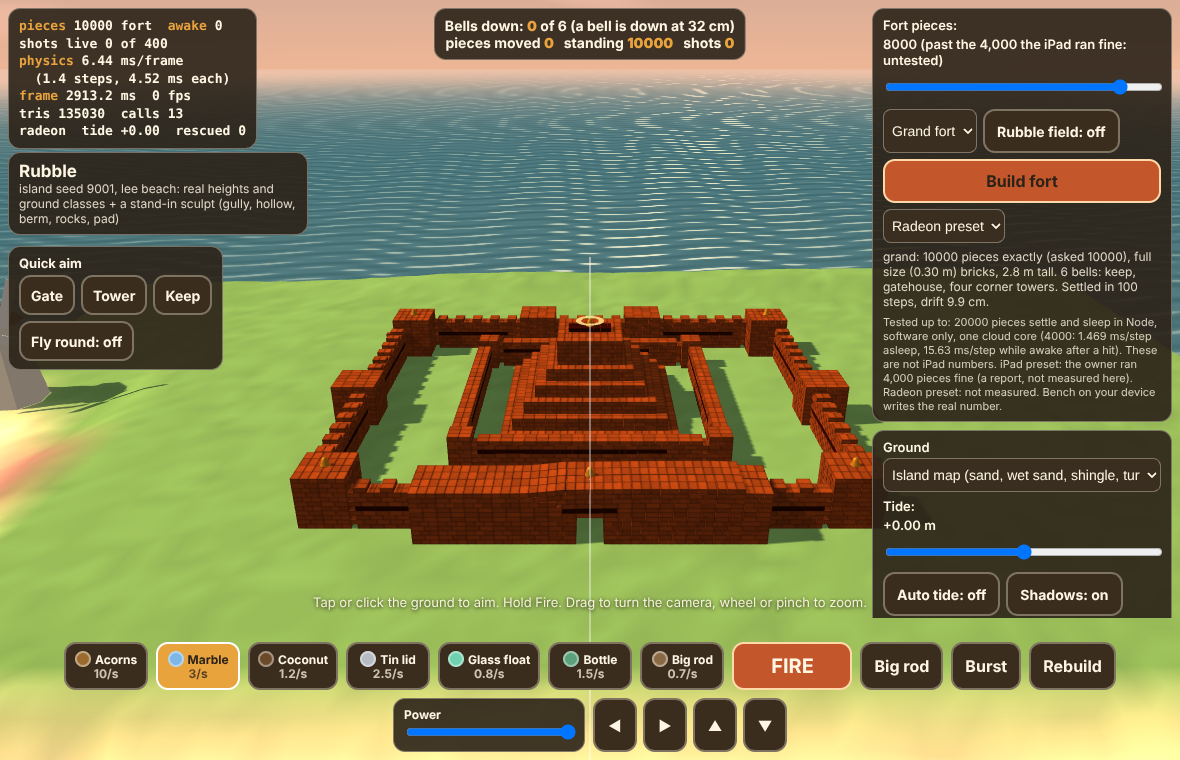 pieces 10000 fort awake 0
shots live 0 of 400
physics 6.44 ms/frame
(1.4 steps, 4.52 ms each)
frame 2913.2 ms 0 fps
tris 135030 calls 13
radeon tide +0.00 rescued 0
Rubble
island seed 9001, lee beach: real heights and
ground classes + a stand-in sculpt (gully, hollow,
berm, rocks, pad)
Quick aim
Gate
Tower
Keep
Fly round: off
Bells down: 0 of 6 (a bell is down at 32 cm)
pieces moved 0 standing 10000 shots 0
Fort pieces:
8000 (past the 4,000 the iPad ran fine:
untested)
Grand fort
Rubble field: off
Build fort
Radeon preset
grand: 10000 pieces exactly (asked 10000), full
size (0.30 m) bricks, 2.8 m tall. 6 bells: keep,
gatehouse, four corner towers. Settled in 100
steps, drift 9.9 cm.
Tested up to: 20000 pieces settle and sleep in Node,
software only, one cloud core (4000: 1.469 ms/step
asleep, 15.63 ms/step while awake after a hit). These
are not iPad numbers. iPad preset: the owner ran
4,000 pieces fine (a report, not measured here).
Radeon preset: not measured. Bench on your device
writes the real number.
Ground
Island map (sand, wet sand, shingle, tur
Tide:
+0.00 m
Auto tide: off
Shadows: on
Tap or click the ground to aim. Hold Fire. Drag to turn the camera, wheel or pinch to zoom.
Acorns
10/s
Marble
3/s
Coconut
1.2/s
Tin lid
2.5/s
Glass float
0.8/s
Bottle
1.5/s
Big rod
0.7/s
FIRE
Big rod
Burst
Rebuild
Power